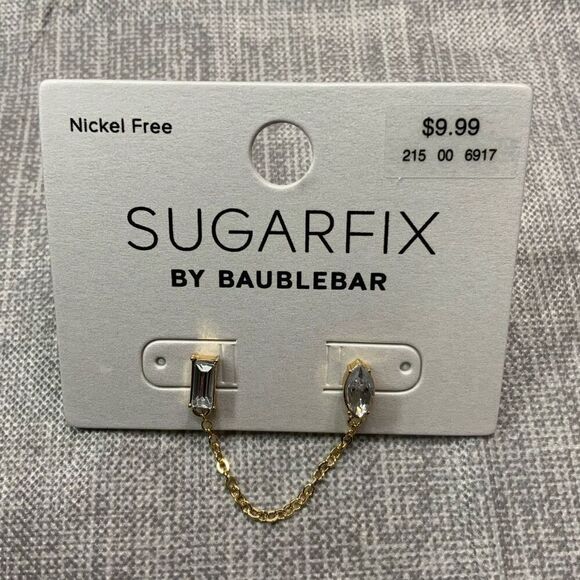 Nickel Free
$9.99
215 00 6917
SUGARFIX
BY BAUBLEBAR